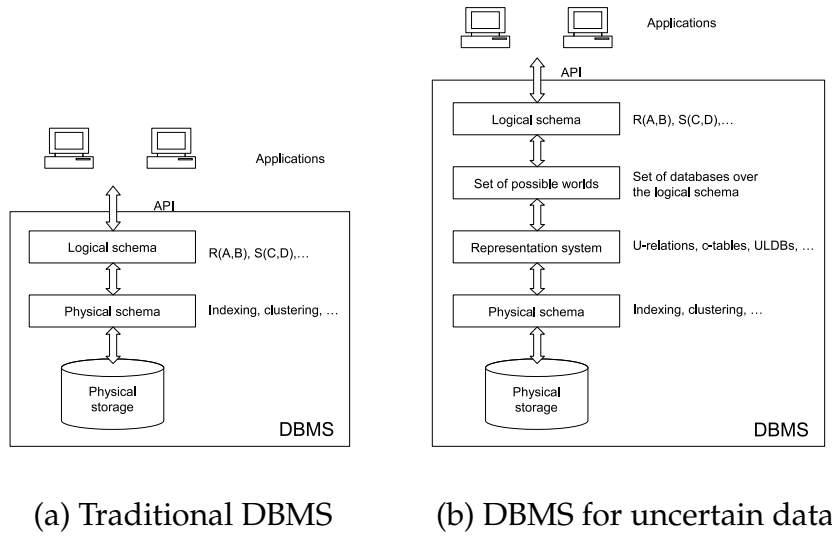 Applications
API
Logical schema
R(A,B), S(C,D),...
Physical schema
Indexing, clustering, ...
Physical
storage
DBMS
(a) Traditional DBMS
Applications
API
Logical schema
R(A,B), S(C,D),...
Set of possible worlds
Set of databases over
the logical schema
Representation system
U-relations, c-tables, ULDBs, ...
Physical schema
Indexing, clustering, ...
Physical
storage
DBMS
(b) DBMS for uncertain data